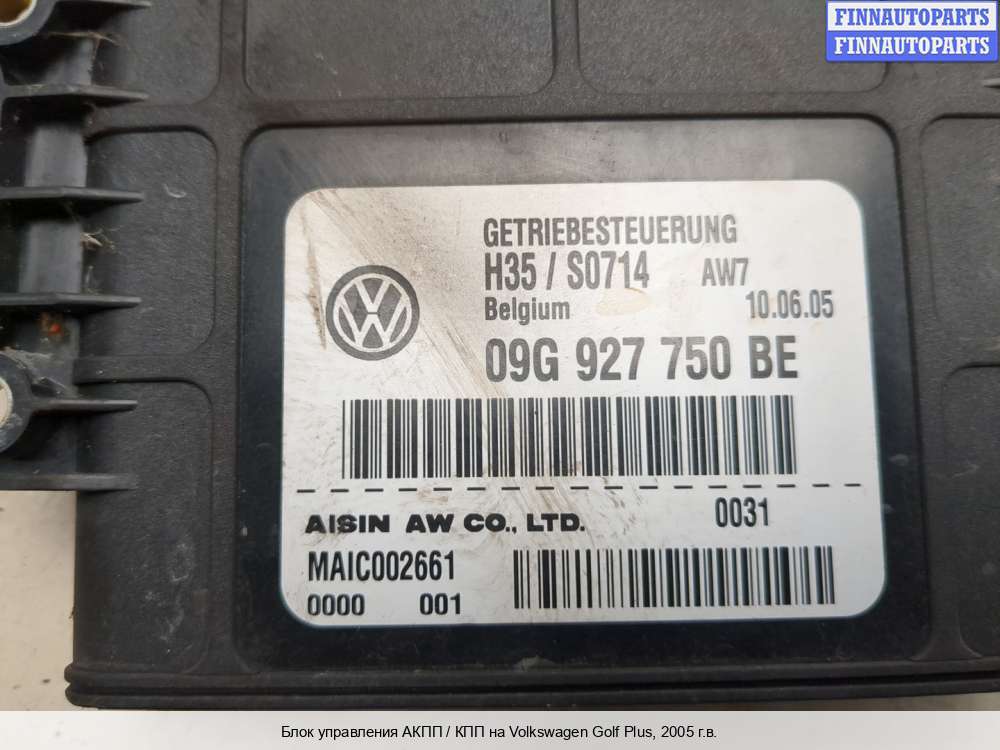 FINNAUTOPARTS
FINNAUTOPARTS
GETRIEBESTEUERUNG
H35 / S0714 AW7
Belgium 10.06.05
09G 927 750 BE
AISIN AW CO., LTD. 0031
MAIC002661
0000 001
Блок управления АКПП / КПП на Volkswagen Golf Plus, 2005 г.в.